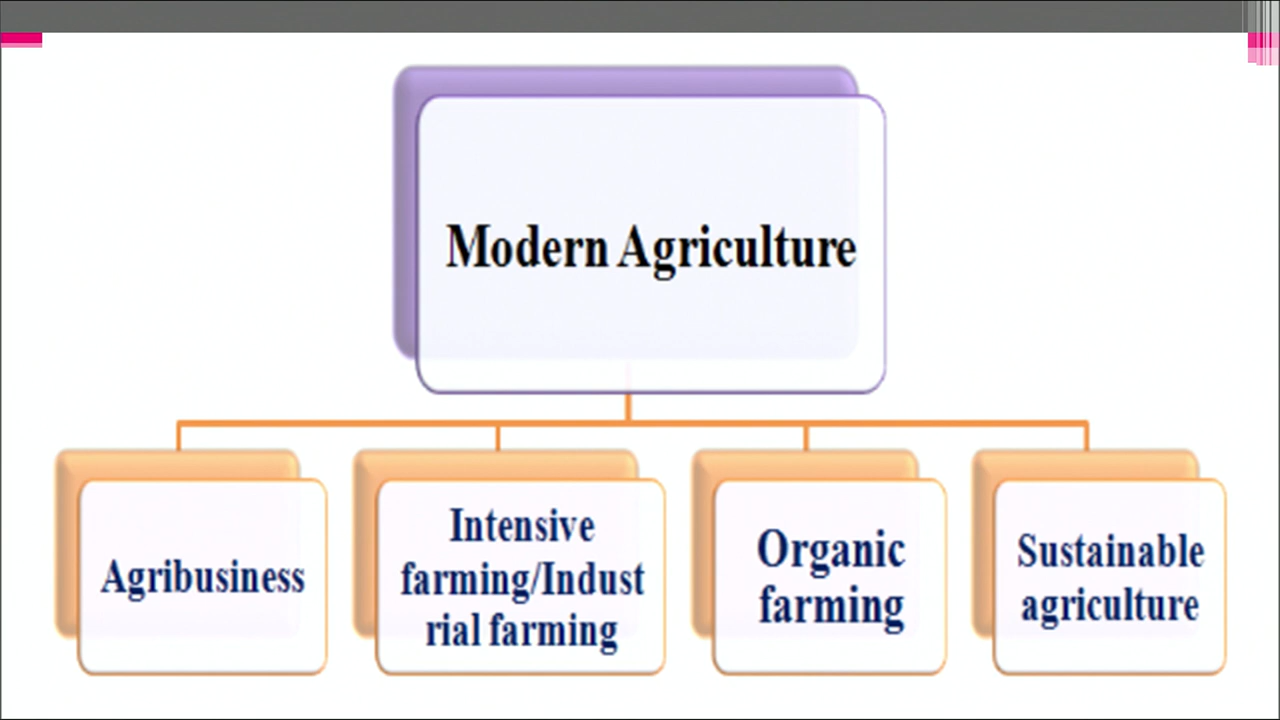 Modern Agriculture
Agribusiness
Intensive
farming/Indust
rial farming
Organic
farming
Sustainable
agriculture